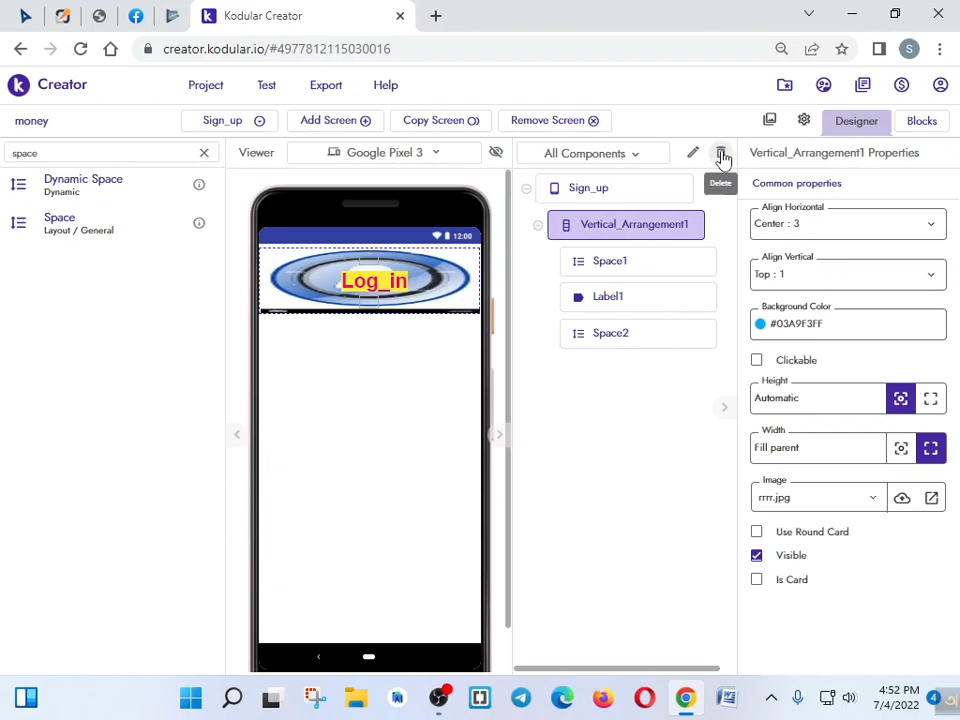 Kodular Creator
creator.kodular.io/#4977812115030016
S
Creator
Project
Test
Export
Help
money
Sign_up
Add Screen
Copy Screen
Remove Screen
Designer
Blocks
space
Viewer
Google Pixel 3
All Components
Vertical_Arrangement1 Properties
Delete
Dynamic Space
Dynamic
Space
Layout / General
12:00
Log_in
Sign_up
Vertical_Arrangement1
Space1
Label1
Space2
Common properties
Align Horizontal
Center : 3
Align Vertical
Top : 1
Background Color
#03A9F3FF
Clickable
Height
Automatic
Width
Fill parent
Image
rrrr.jpg
Use Round Card
Visible
Is Card
4:52 PM
7/4/2022
4